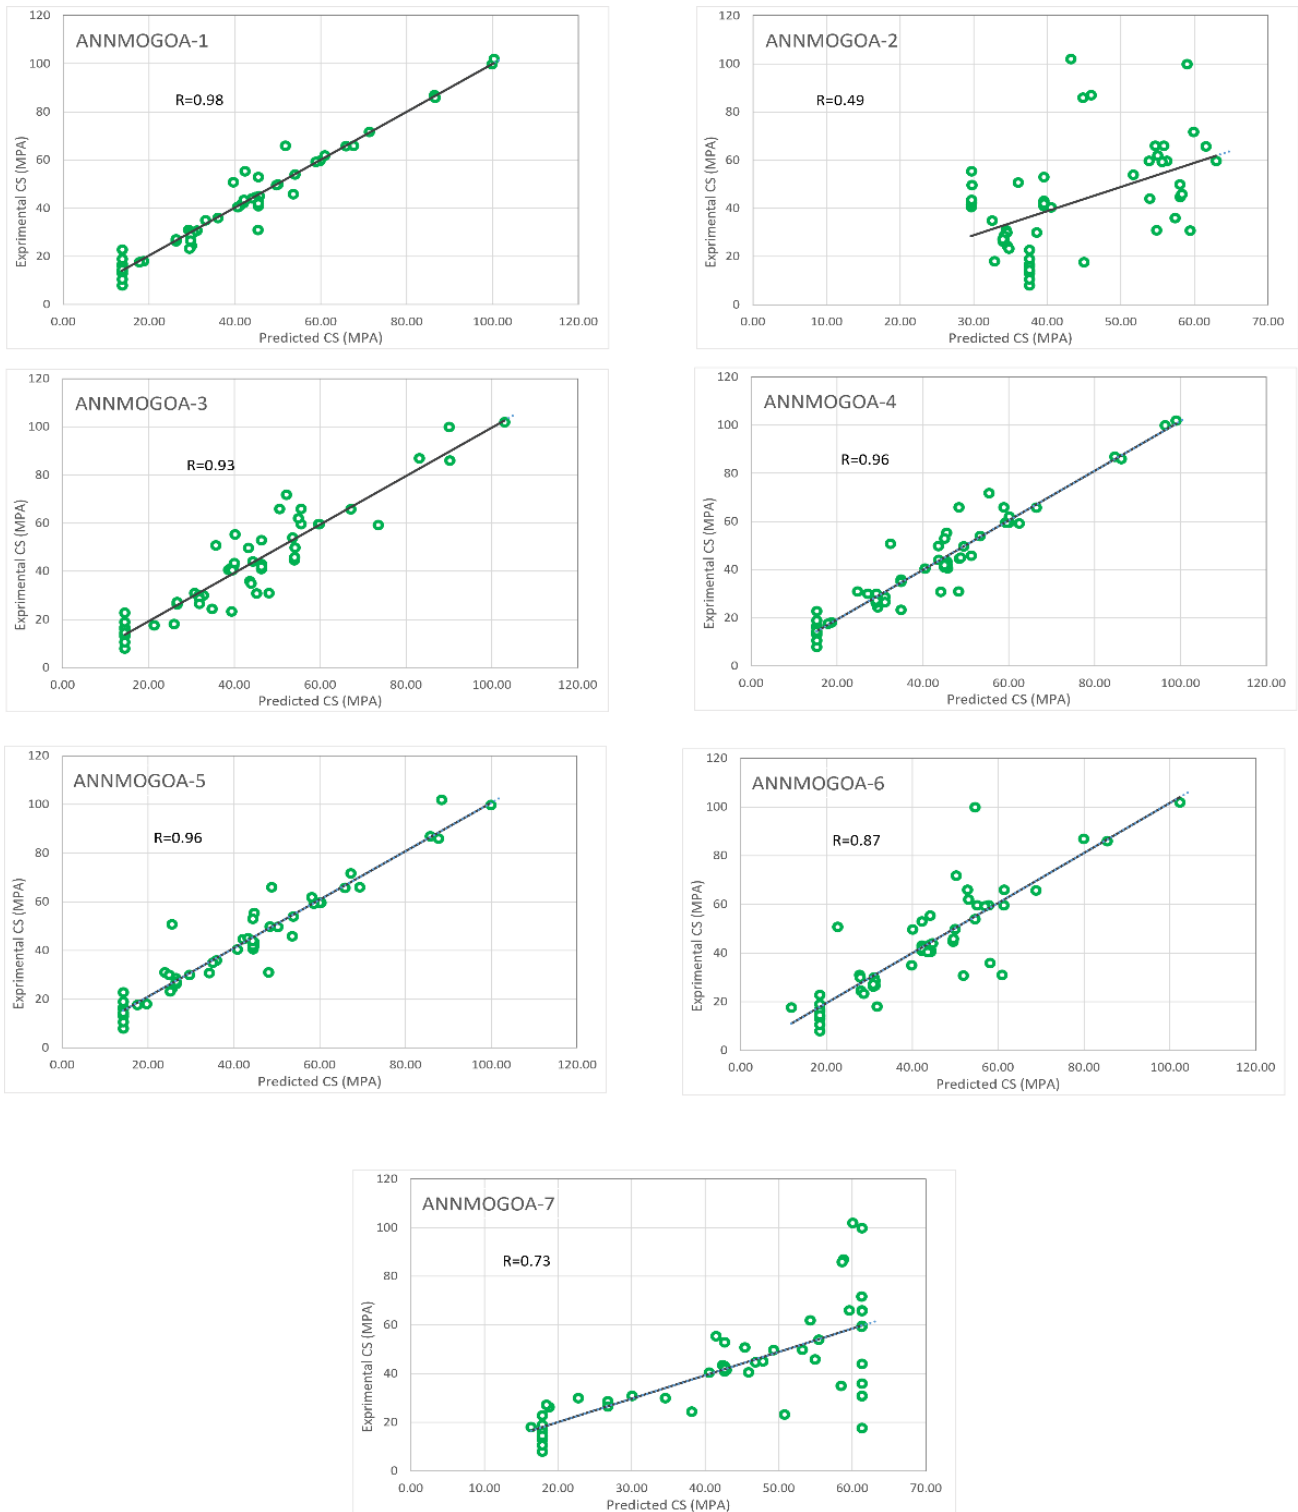 ANNMOGOA-1
R=0.98
Exprimental CS (MPA)
120
100
80
60
40
20
0
0.00 20.00 40.00 60.00 80.00 100.00 120.00
Predicted CS (MPA)
ANNMOGOA-2
R=0.49
Exprimental CS (MPA)
120
100
80
60
40
20
0
0.00 10.00 20.00 30.00 40.00 50.00 60.00 70.00
Predicted CS (MPA)
ANNMOGOA-3
R=0.93
Exprimental CS (MPA)
120
100
80
60
40
20
0
0.00 20.00 40.00 60.00 80.00 100.00 120.00
Predicted CS (MPA)
ANNMOGOA-4
R=0.96
Exprimental CS (MPA)
120
100
80
60
40
20
0
0.00 20.00 40.00 60.00 80.00 100.00 120.00
Predicted CS (MPA)
ANNMOGOA-5
R=0.96
Exprimental CS (MPA)
120
100
80
60
40
20
0
0.00 20.00 40.00 60.00 80.00 100.00 120.00
Predicted CS (MPA)
ANNMOGOA-6
R=0.87
Exprimental CS (MPA)
120
100
80
60
40
20
0
0.00 20.00 40.00 60.00 80.00 100.00 120.00
Predicted CS (MPA)
ANNMOGOA-7
R=0.73
Exprimental CS (MPA)
120
100
80
60
40
20
0
0.00 10.00 20.00 30.00 40.00 50.00 60.00 70.00
Predicted CS (MPA)